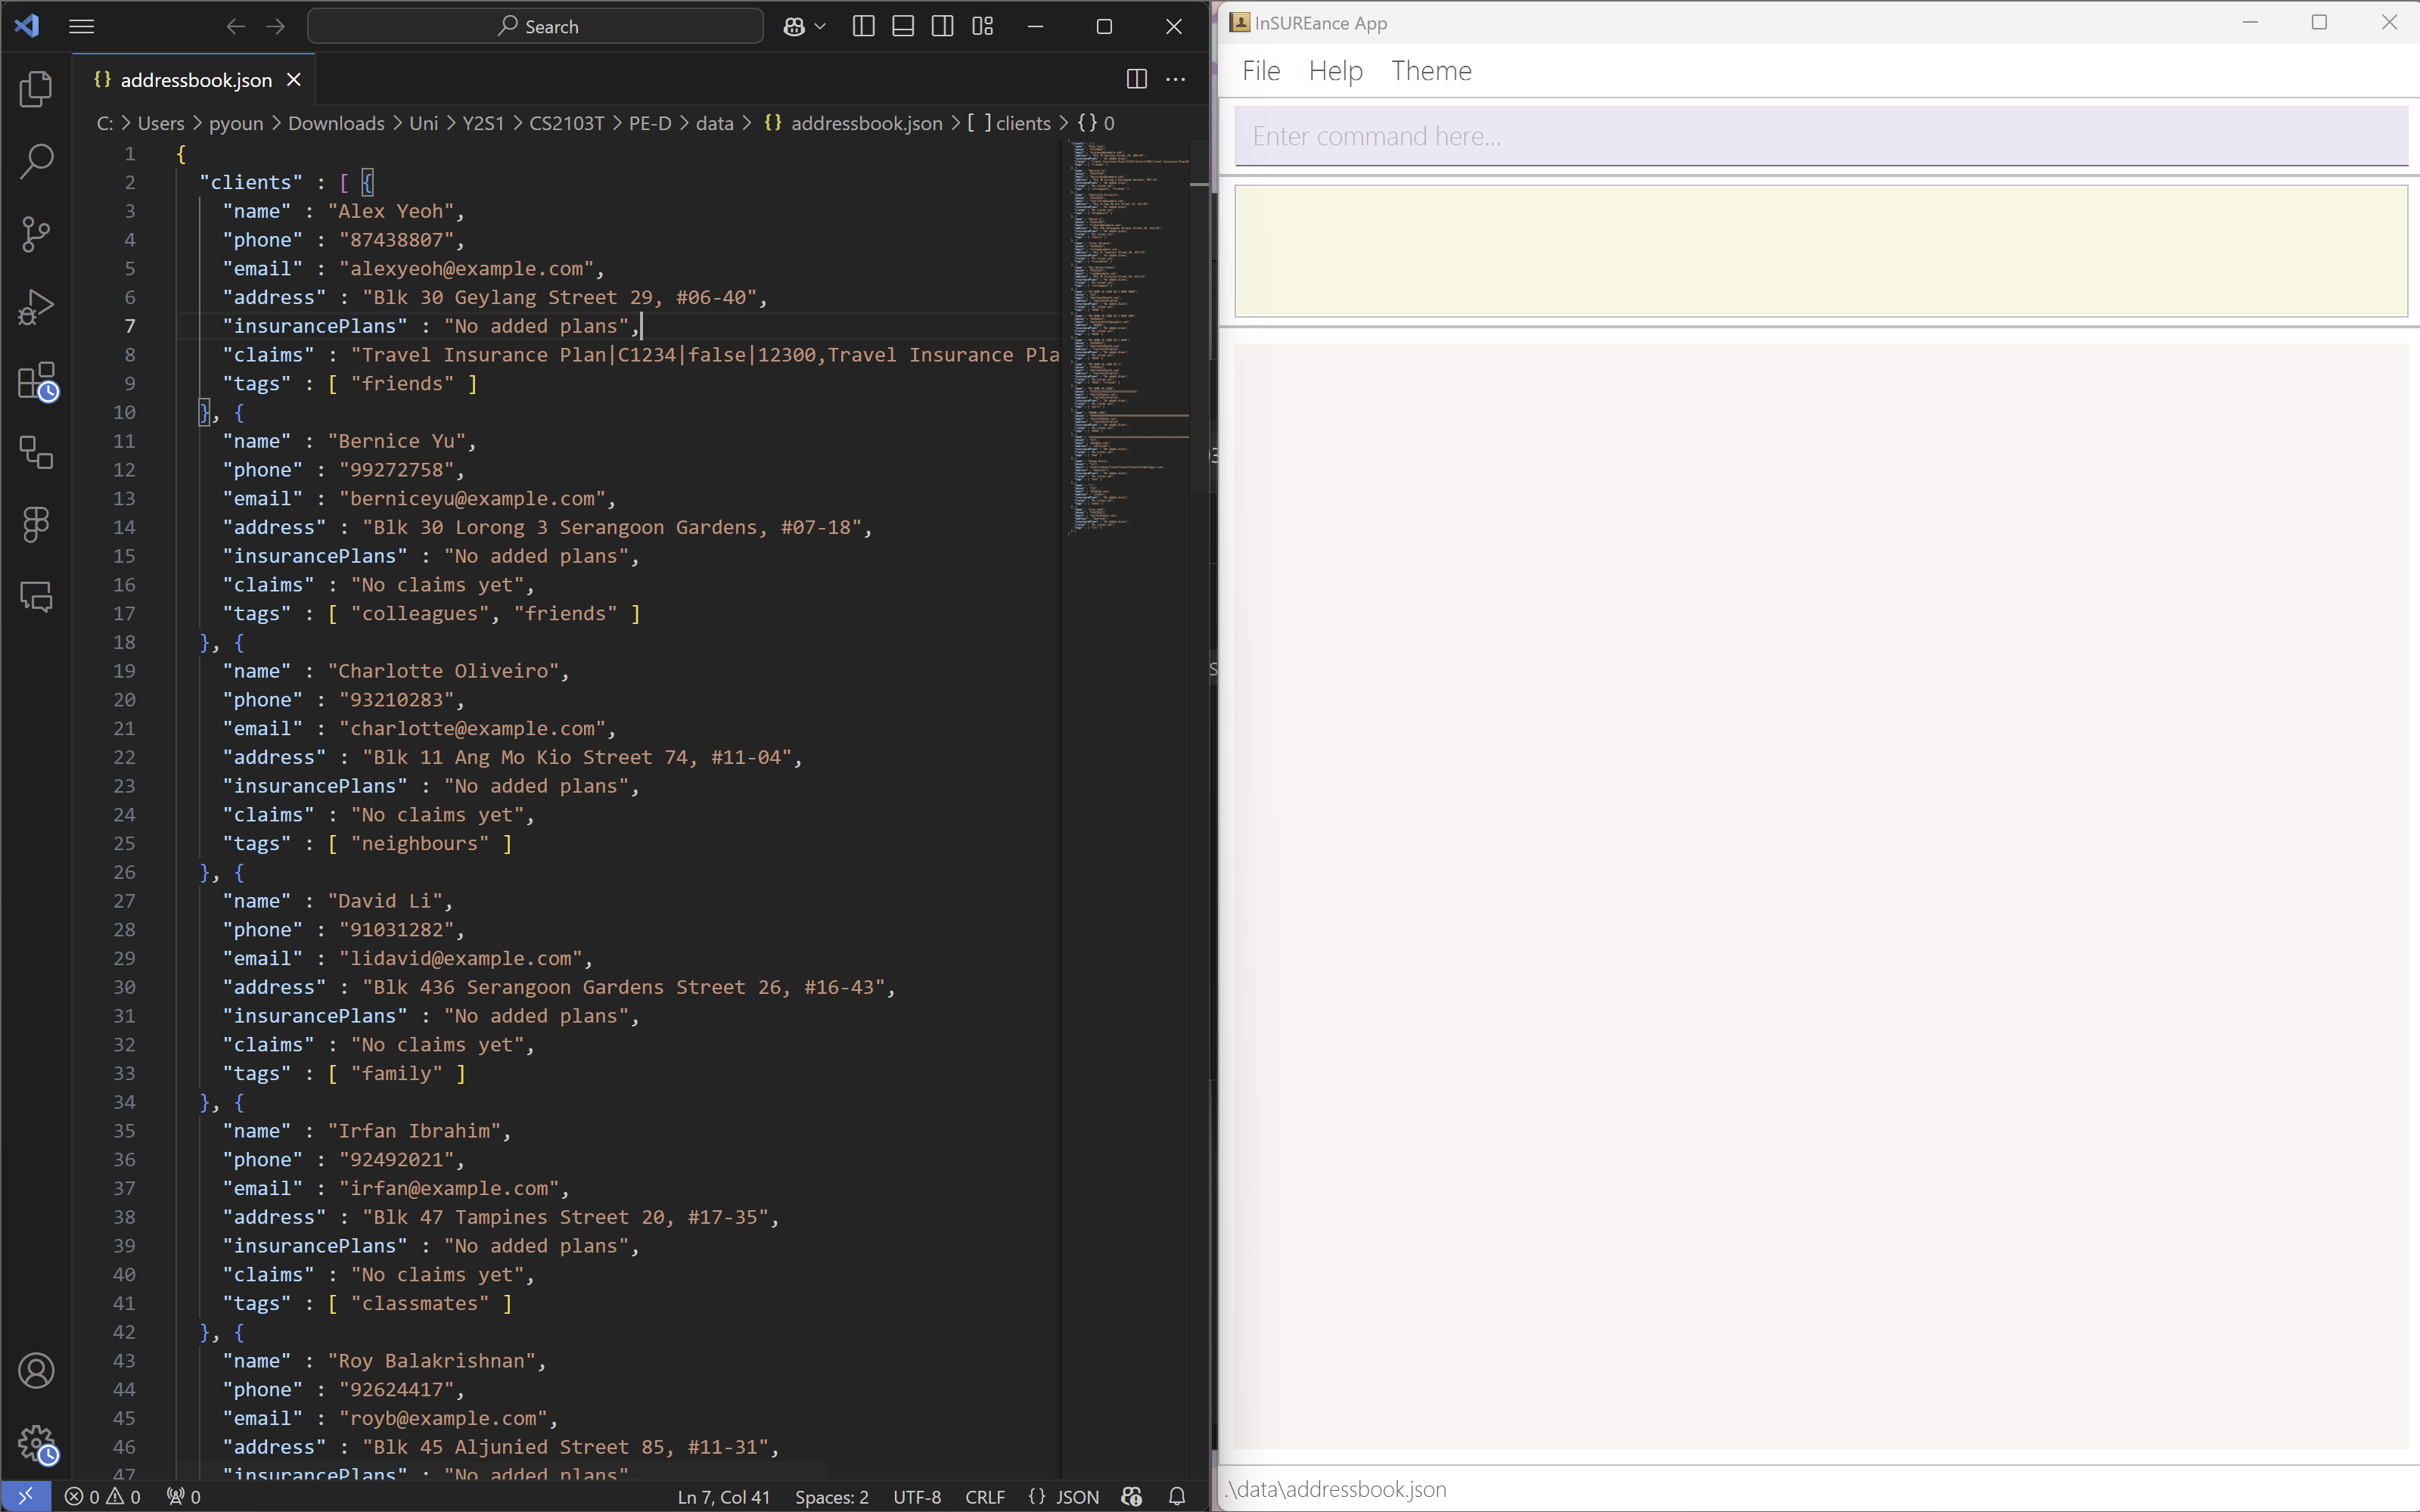 Search
{} addressbook.json
C: > Users > pyoun > Downloads > Uni > Y2S1 > CS2103T > PE-D > data > {} addressbook.json > [ ] clients > {} 0
1 {
2 "clients" : [ {
3 "name" : "Alex Yeoh",
4 "phone" : "87438807",
5 "email" : "alexyeoh@example.com",
6 "address" : "Blk 30 Geylang Street 29, #06-40",
7 "insurancePlans" : "No added plans",
8 "claims" : "Travel Insurance Plan|C1234|false|12300,Travel Insurance Pla
9 "tags" : [ "friends" ]
10 }, {
11 "name" : "Bernice Yu",
12 "phone" : "99272758",
13 "email" : "berniceyu@example.com",
14 "address" : "Blk 30 Lorong 3 Serangoon Gardens, #07-18",
15 "insurancePlans" : "No added plans",
16 "claims" : "No claims yet",
17 "tags" : [ "colleagues", "friends" ]
18 }, {
19 "name" : "Charlotte Oliveiro",
20 "phone" : "93210283",
21 "email" : "charlotte@example.com",
22 "address" : "Blk 11 Ang Mo Kio Street 74, #11-04",
23 "insurancePlans" : "No added plans",
24 "claims" : "No claims yet",
25 "tags" : [ "neighbours" ]
26 }, {
27 "name" : "David Li",
28 "phone" : "91031282",
29 "email" : "lidavid@example.com",
30 "address" : "Blk 436 Serangoon Gardens Street 26, #16-43",
31 "insurancePlans" : "No added plans",
32 "claims" : "No claims yet",
33 "tags" : [ "family" ]
34 }, {
35 "name" : "Irfan Ibrahim",
36 "phone" : "92492021",
37 "email" : "irfan@example.com",
38 "address" : "Blk 47 Tampines Street 20, #17-35",
39 "insurancePlans" : "No added plans",
40 "claims" : "No claims yet",
41 "tags" : [ "classmates" ]
42 }, {
43 "name" : "Roy Balakrishnan",
44 "phone" : "92624417",
45 "email" : "royb@example.com",
46 "address" : "Blk 45 Aljunied Street 85, #11-31",
47 "insurancePlans" : "No added plans",
0 0 0 Ln 7, Col 41 Spaces: 2 UTF-8 CRLF {} JSON
InSUREance App
File Help Theme
Enter command here...
.\data\addressbook.json